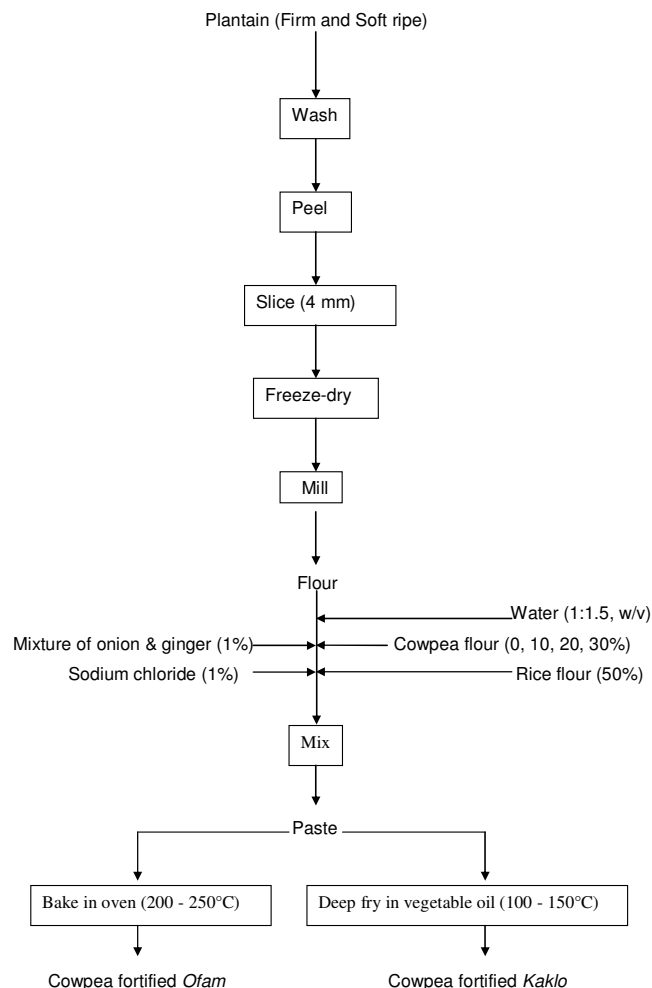 Plantain (Firm and Soft ripe)
Wash
Peel
Slice (4 mm)
Freeze-dry
Mill
Flour
Water (1:1.5, w/v)
Mixture of onion & ginger (1%)
Cowpea flour (0, 10, 20, 30%)
Sodium chloride (1%)
Rice flour (50%)
Mix
Paste
Bake in oven (200 - 250°C)
Deep fry in vegetable oil (100 - 150°C)
Cowpea fortified Ofam
Cowpea fortified Kaklo